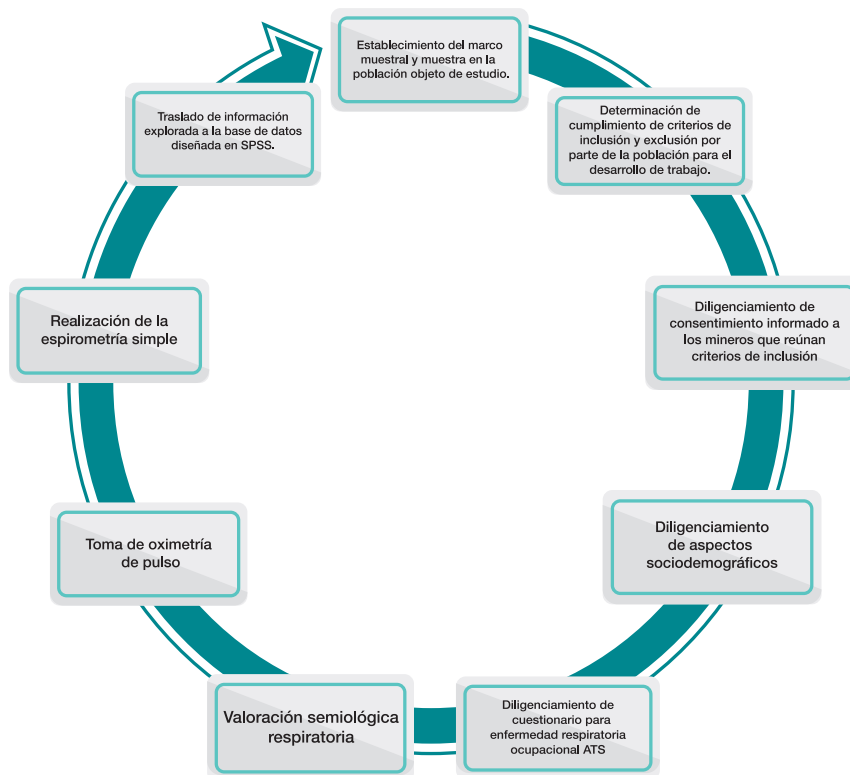 Establecimiento del marco
muestral y muestra en la
población objeto de estudio.
Determinación de
cumplimiento de criterios de
inclusión y exclusión por
parte de la población para el
desarrollo de trabajo.
Diligenciamiento de
consentimiento informado a
los mineros que reúnan
criterios de inclusión
Diligenciamiento
de aspectos
sociodemográficos
Diligenciamiento de
cuestionario para
enfermedad respiratoria
ocupacional ATS
Valoración semiológica
respiratoria
Toma de oximetría
de pulso
Realización de la
espirometría simple
Traslado de información
explorada a la base de datos
diseñada en SPSS.